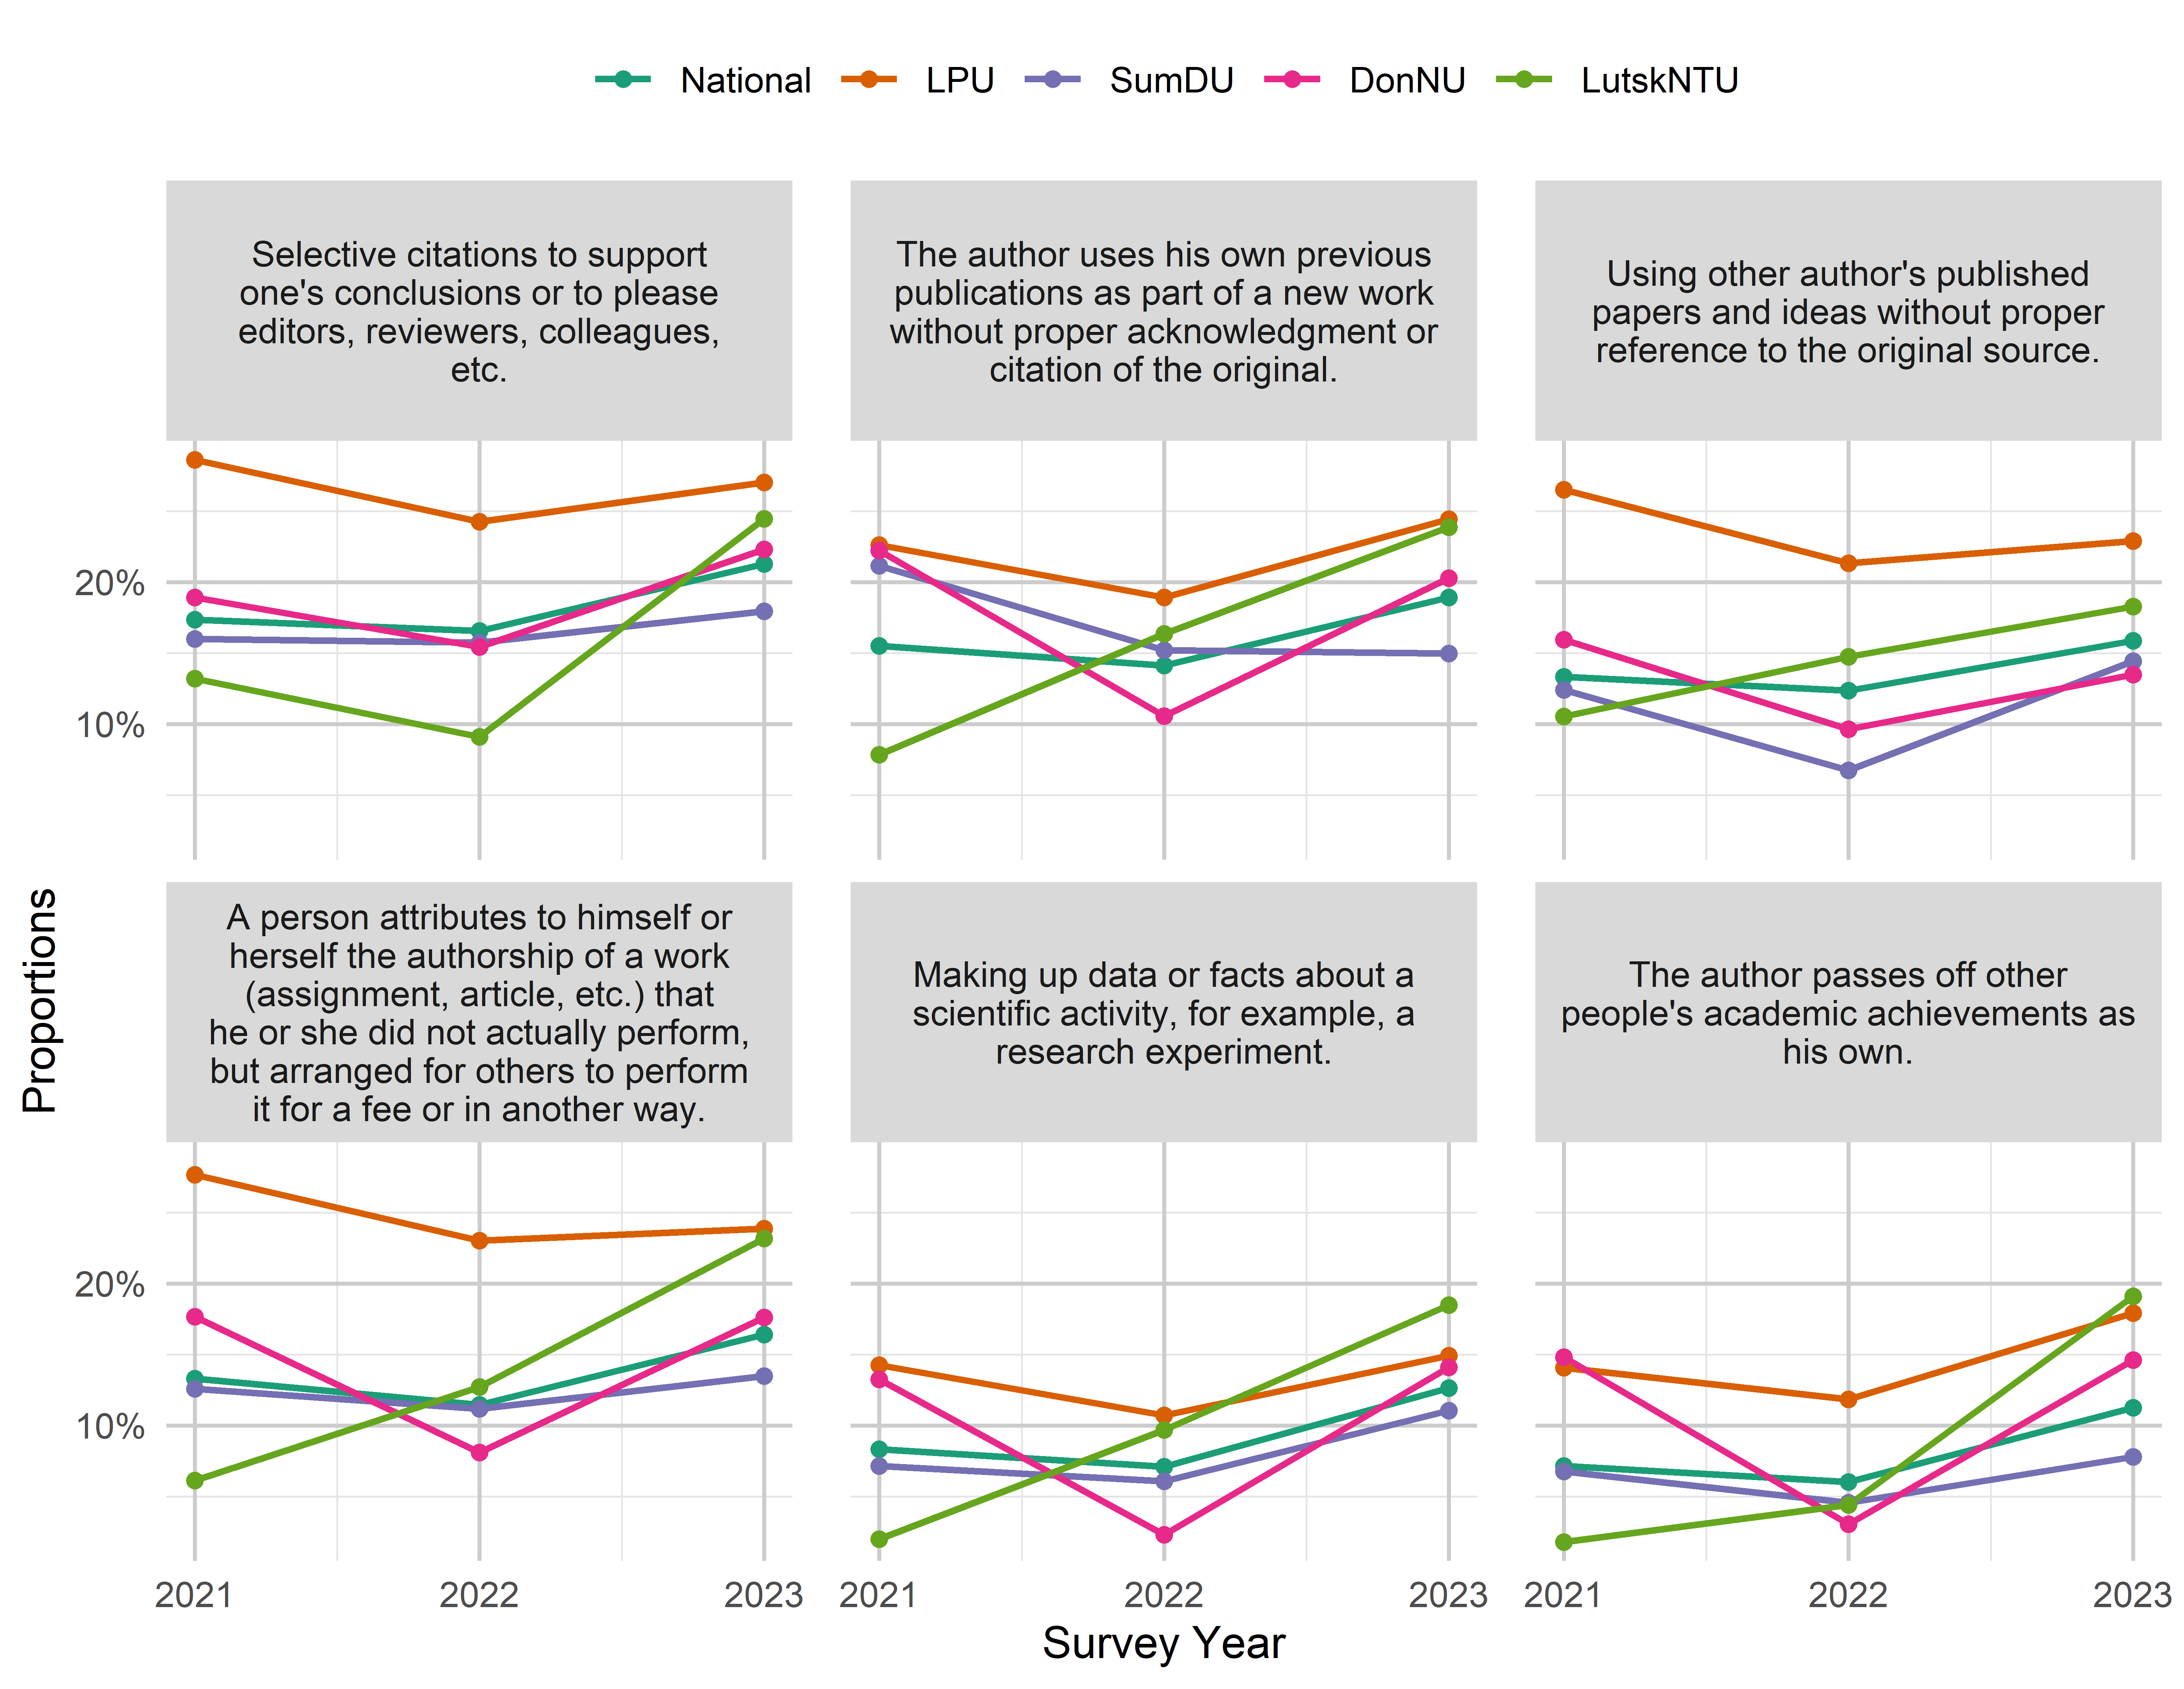 National LPU SumDU DonNU LutskNTU
Selective citations to support
one's conclusions or to please
editors, reviewers, colleagues,
etc.
The author uses his own previous
publications as part of a new work
without proper acknowledgment or
citation of the original.
Using other author's published
papers and ideas without proper
reference to the original source.
20%
10%
Proportions
A person attributes to himself or
herself the authorship of a work
(assignment, article, etc.) that
he or she did not actually perform,
but arranged for others to perform
it for a fee or in another way.
Making up data or facts about a
scientific activity, for example, a
research experiment.
The author passes off other
people's academic achievements as
his own.
20%
10%
2021 2022 2023 2021 2022 2023 2021 2022 2023
Survey Year